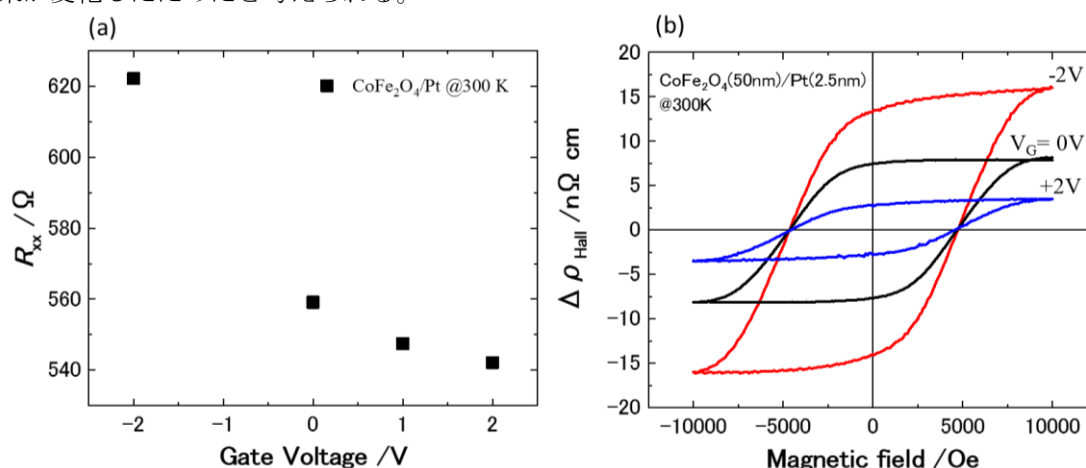 (a)
620
600
580
560
540
R_xx / Ω
■ CoFe₂O₄/Pt @300 K
-2 -1 0 1 2
Gate Voltage /V
(b)
20
15
10
5
0
-5
-10
-15
-20
Δ ρ_Hall /nΩ cm
CoFe₂O₄(50nm)/Pt(2.5nm)
@300K
-2V
V_G= 0V
+2V
-10000 -5000 0 5000 10000
Magnetic field /Oe